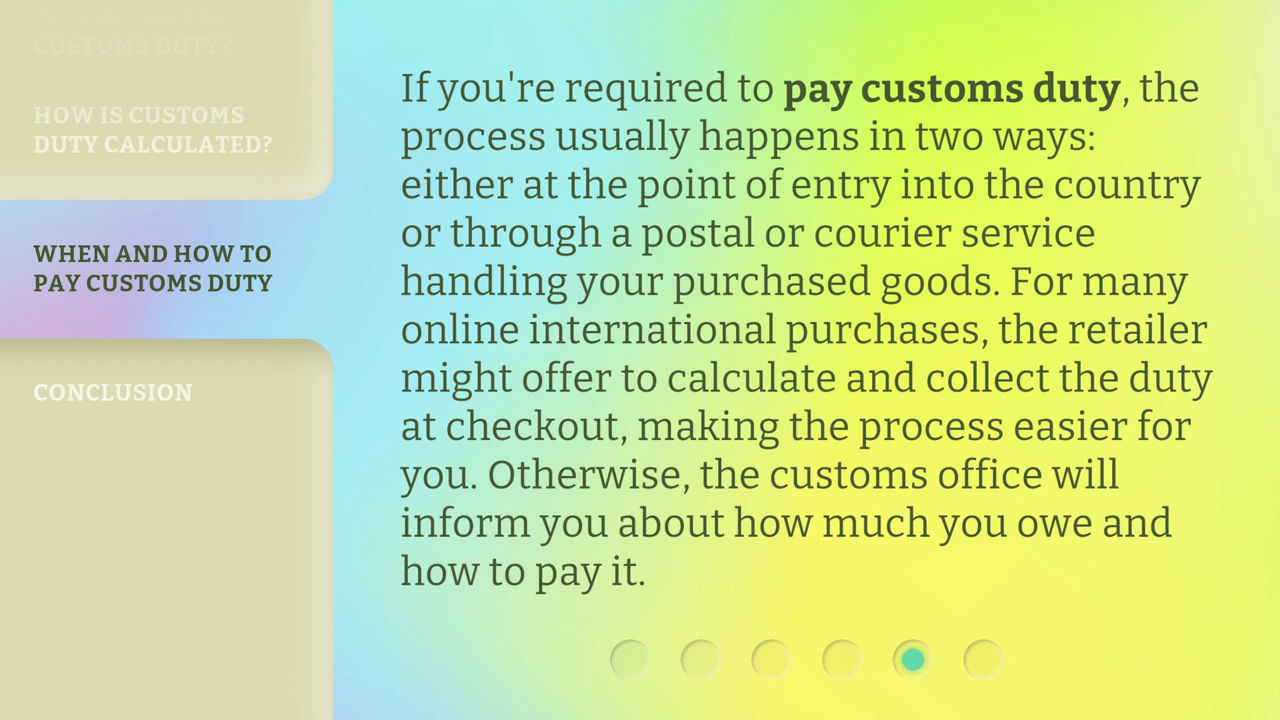 CUSTOMS DUTY?
HOW IS CUSTOMS
DUTY CALCULATED?
WHEN AND HOW TO
PAY CUSTOMS DUTY
CONCLUSION
If you're required to pay customs duty, the
process usually happens in two ways:
either at the point of entry into the country
or through a postal or courier service
handling your purchased goods. For many
online international purchases, the retailer
might offer to calculate and collect the duty
at checkout, making the process easier for
you. Otherwise, the customs office will
inform you about how much you owe and
how to pay it.